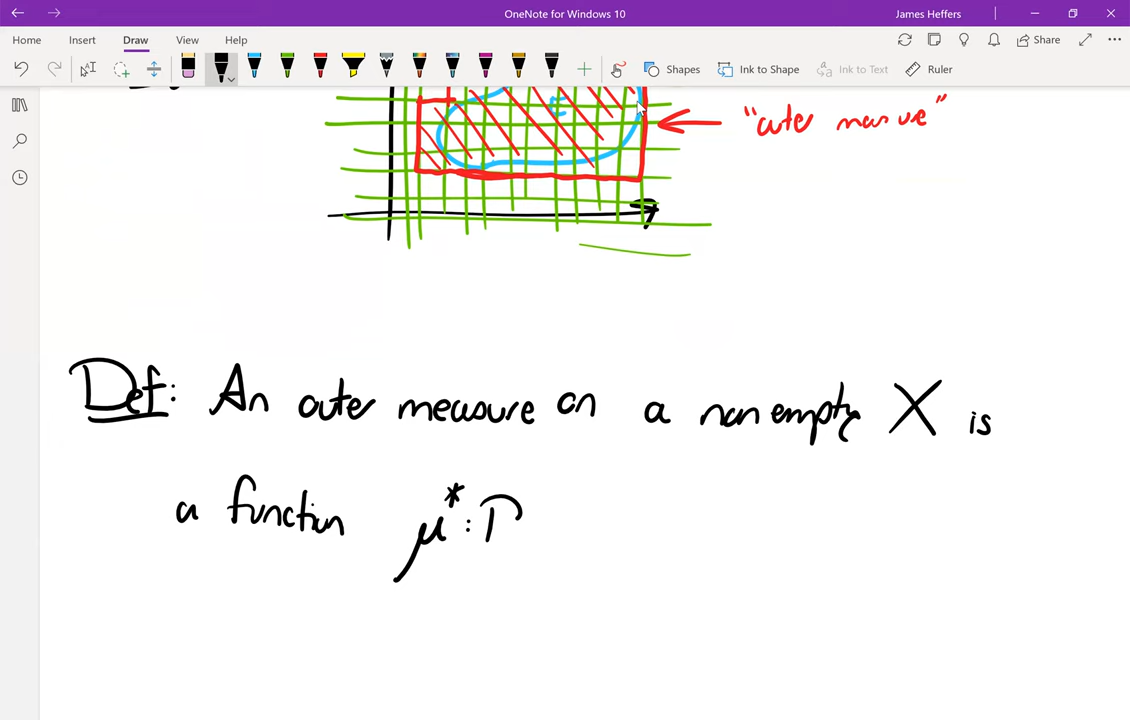 OneNote for Windows 10
James Heffers
Home Insert Draw View Help
Share
Shapes Ink to Shape Ink to Text Ruler
E
"outer measure"
Def: An outer measure on a nonempty X is
a function μ*: P